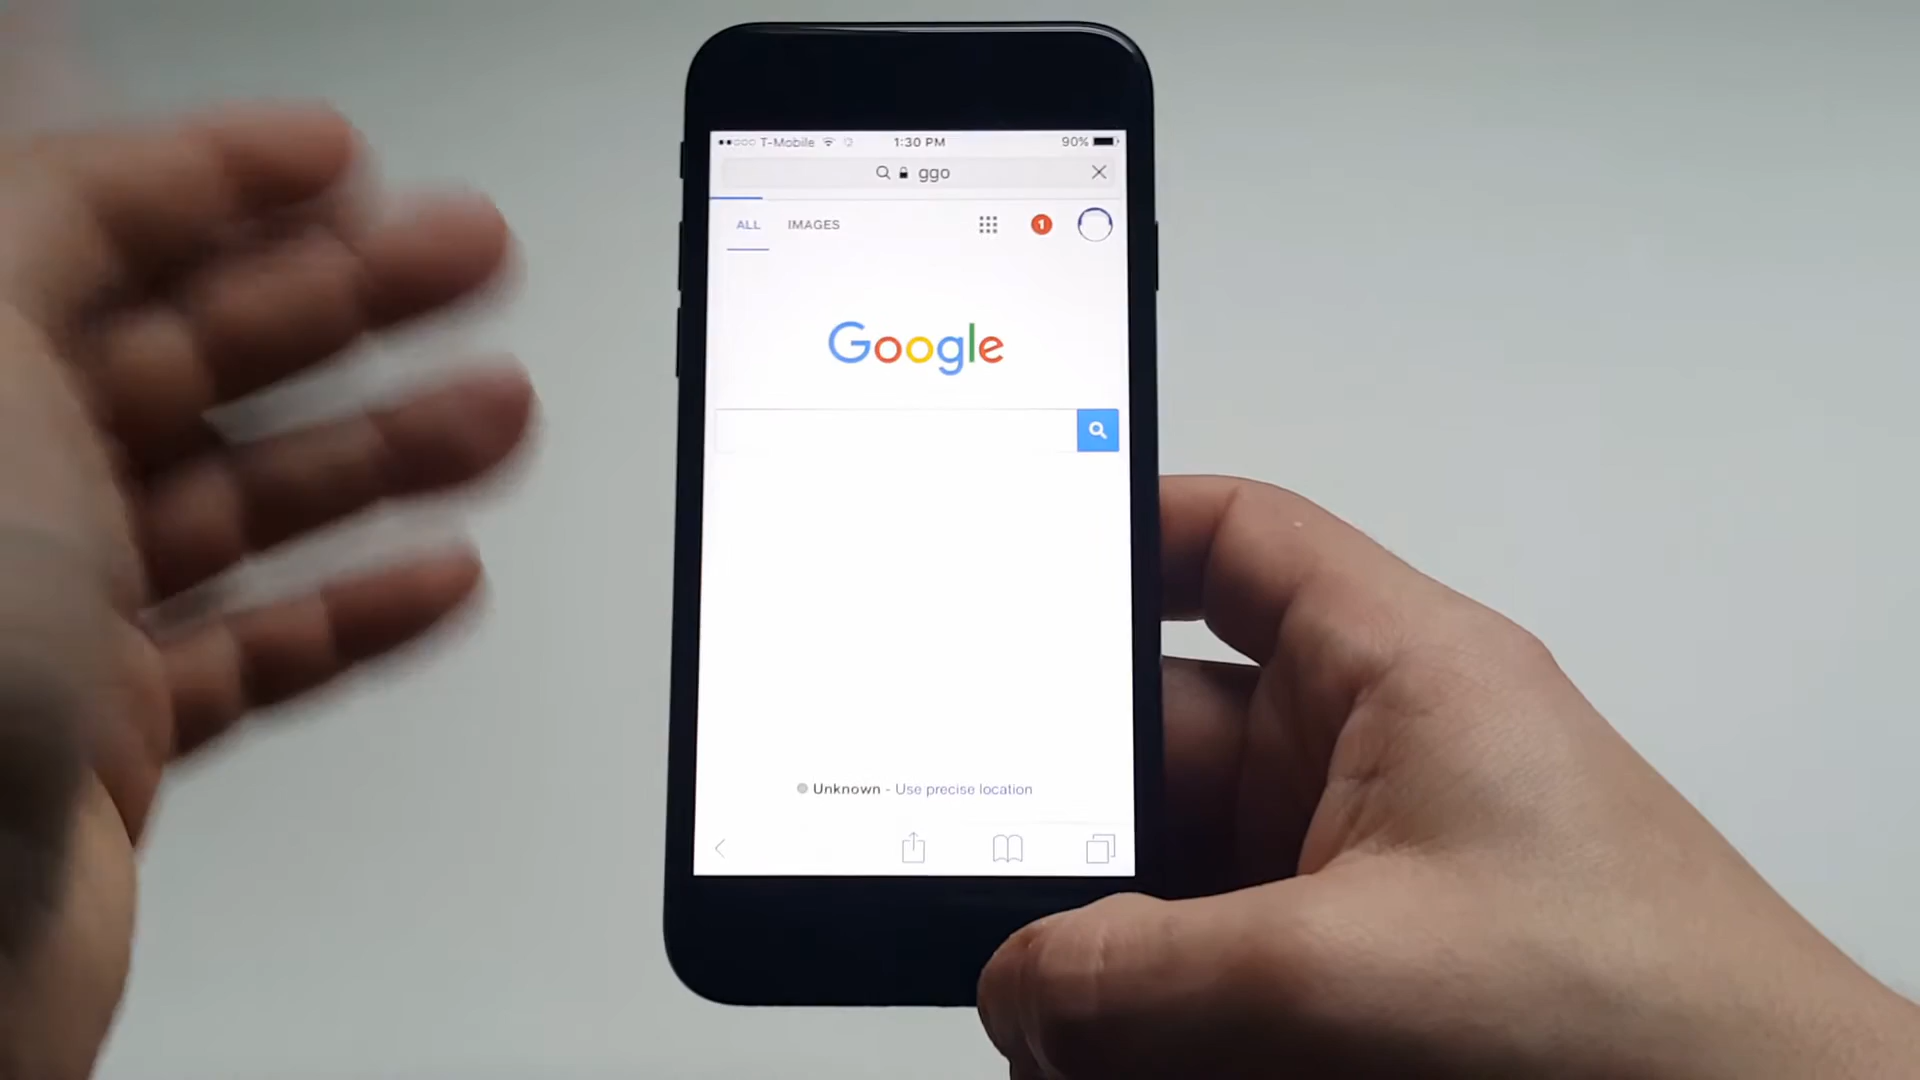 T-Mobile 1:30 PM 90%
ggo
ALL IMAGES 1
Google
Unknown - Use precise location